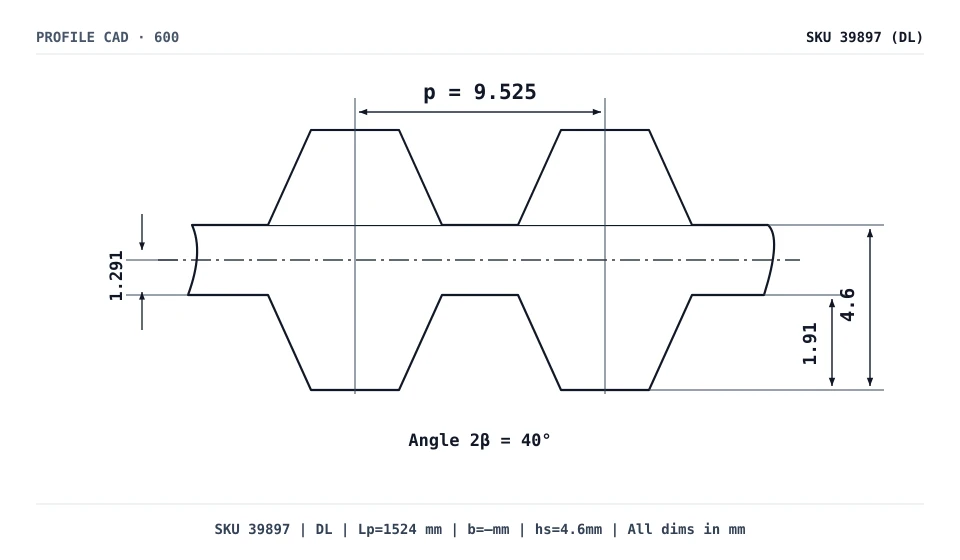 PROFILE CAD · 600
SKU 39897 (DL)
p = 9.525
1.291
4.6
1.91
Angle 2β = 40°
SKU 39897 | DL | Lp=1524 mm | b=—mm | hs=4.6mm | All dims in mm